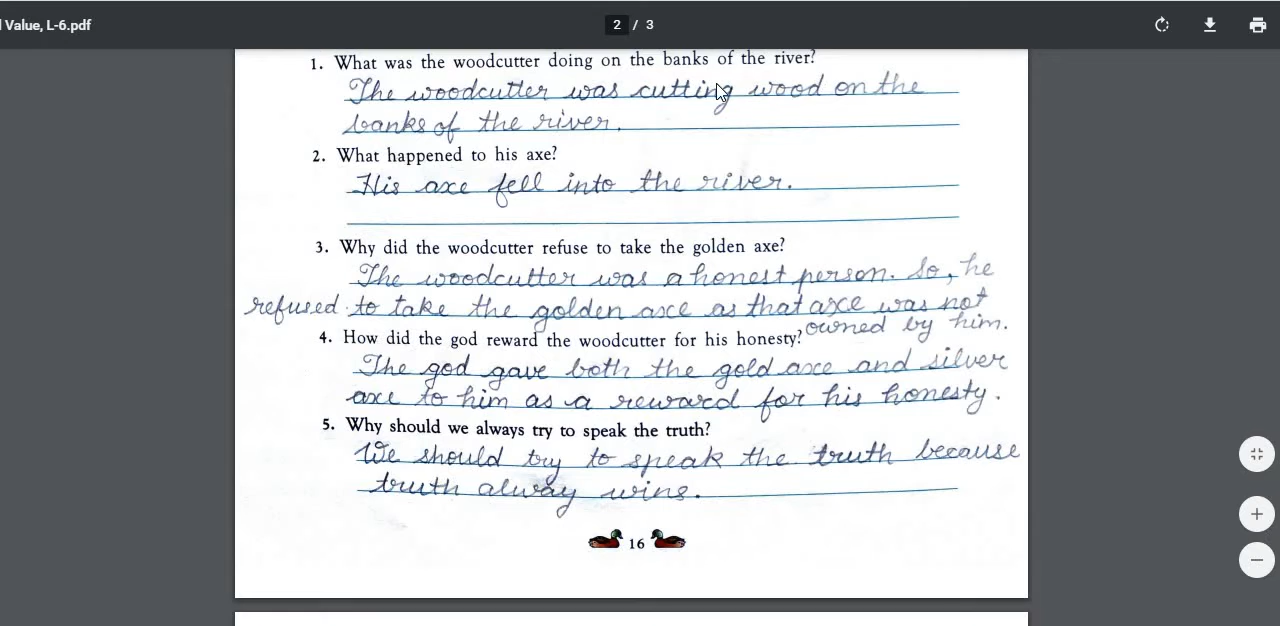 l Value, L-6.pdf
2 / 3
1. What was the woodcutter doing on the banks of the river?
The woodcutter was cutting wood on the
banks of the river.
2. What happened to his axe?
His axe fell into the river.
3. Why did the woodcutter refuse to take the golden axe?
The woodcutter was a honest person. So, he
refused to take the golden axe as that axe was not
owned by him.
4. How did the god reward the woodcutter for his honesty?
The god gave both the gold axe and silver
axe to him as a reward for his honesty.
5. Why should we always try to speak the truth?
We should try to speak the truth because
truth alway wins.
16